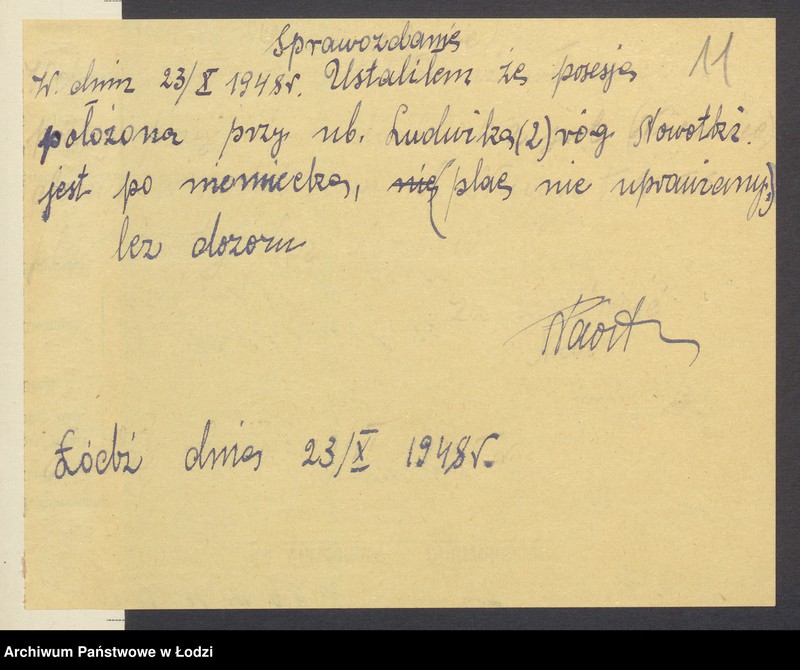 Sprawozdanie
11
W. dniu 23/X 1948r. Ustaliłem że posesja
położona przy ul. Ludwika (2) róg Nowotki.
jest po niemiecka, nie (plac nie uprawiany,)
bez dozoru
Łódź dnia 23/X 1948r.
Archiwum Państwowe w Łodzi